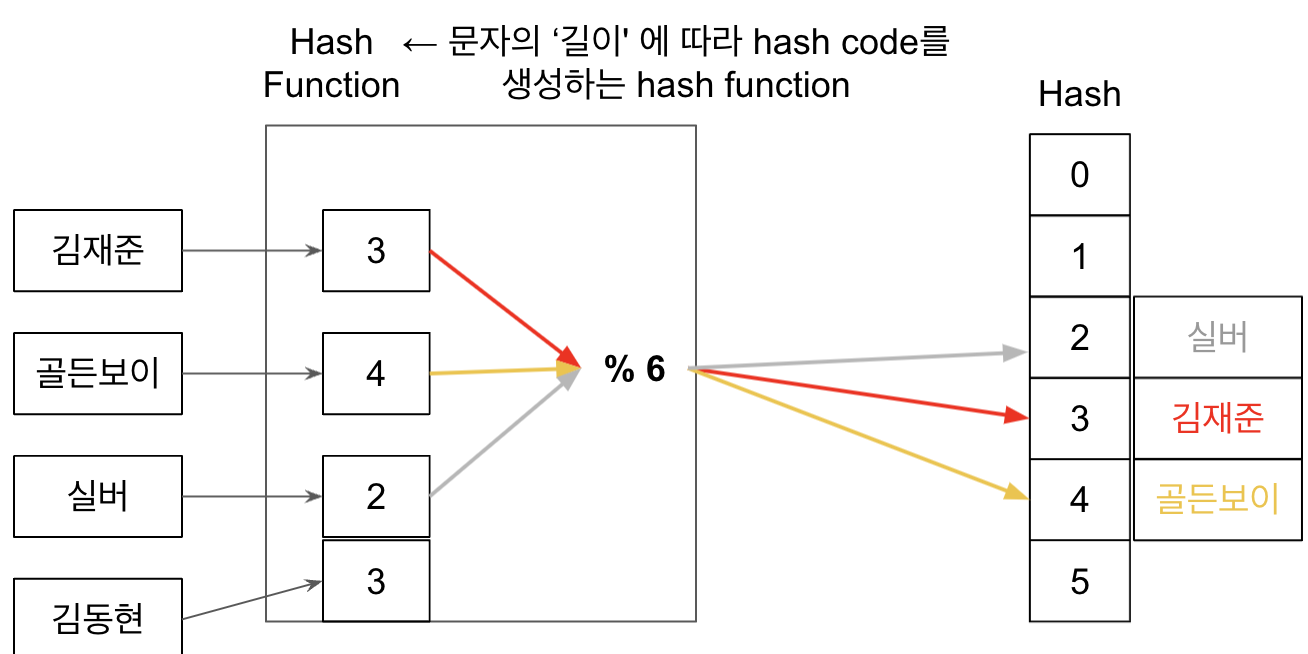 Hash ← 문자의 ‘길이' 에 따라 hash code를
Function 생성하는 hash function
Hash
0
1
김재준 3
2 실버
골든보이 4 % 6
3 김재준
실버 2
4 골든보이
3
5
김동현